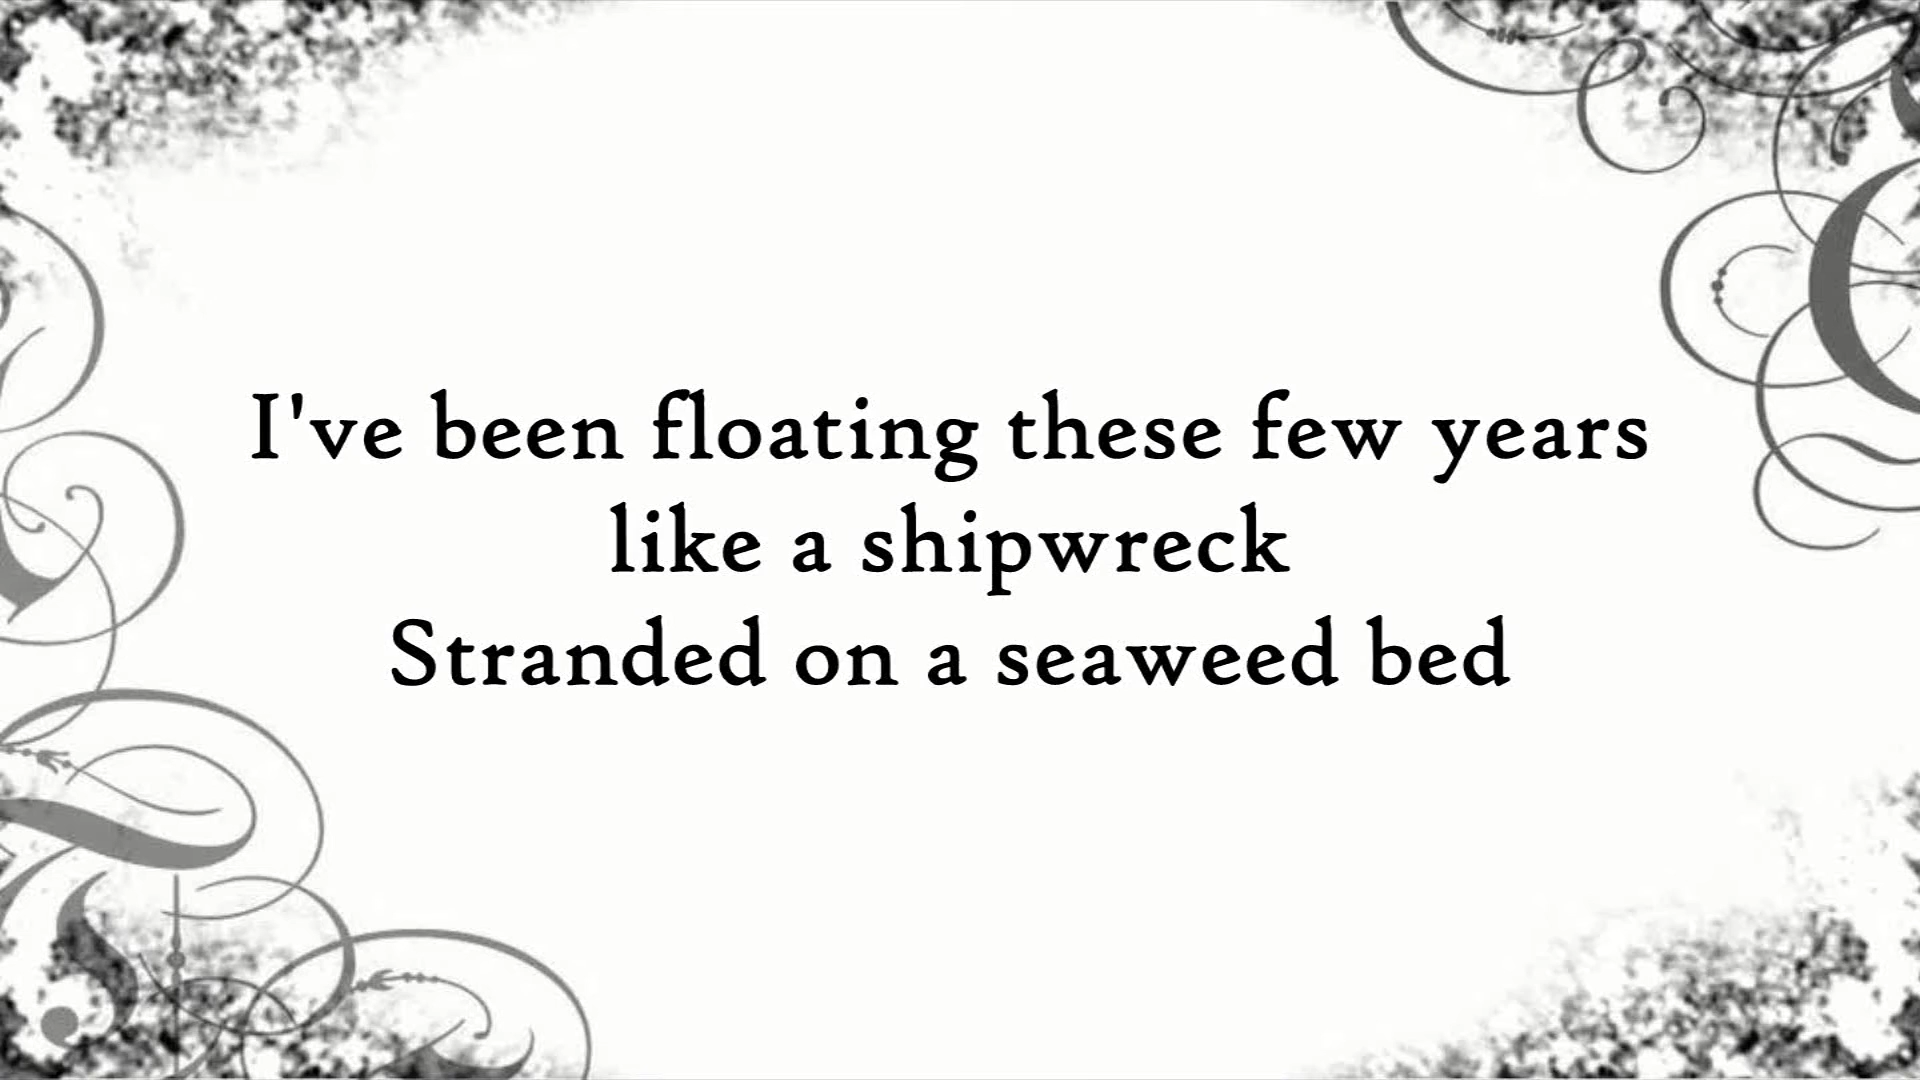 I've been floating these few years
like a shipwreck
Stranded on a seaweed bed